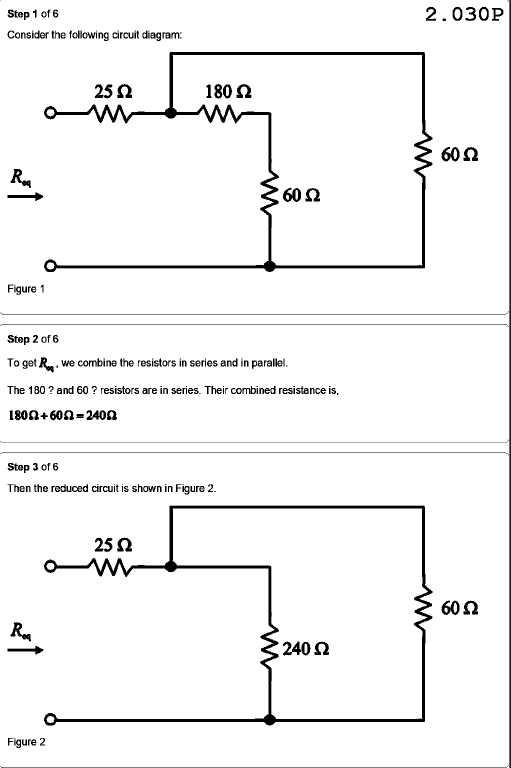 Step 1 of 6
2.030P
Consider the following circuit diagram:
25 Ω
180 Ω
60 Ω
Req
60 Ω
Figure 1
Step 2 of 6
To get Req, we combine the resistors in series and in parallel.
The 180 ? and 60 ? resistors are in series. Their combined resistance is,
180Ω+60Ω=240Ω
Step 3 of 6
Then the reduced circuit is shown in Figure 2.
25 Ω
60 Ω
Req
240 Ω
Figure 2